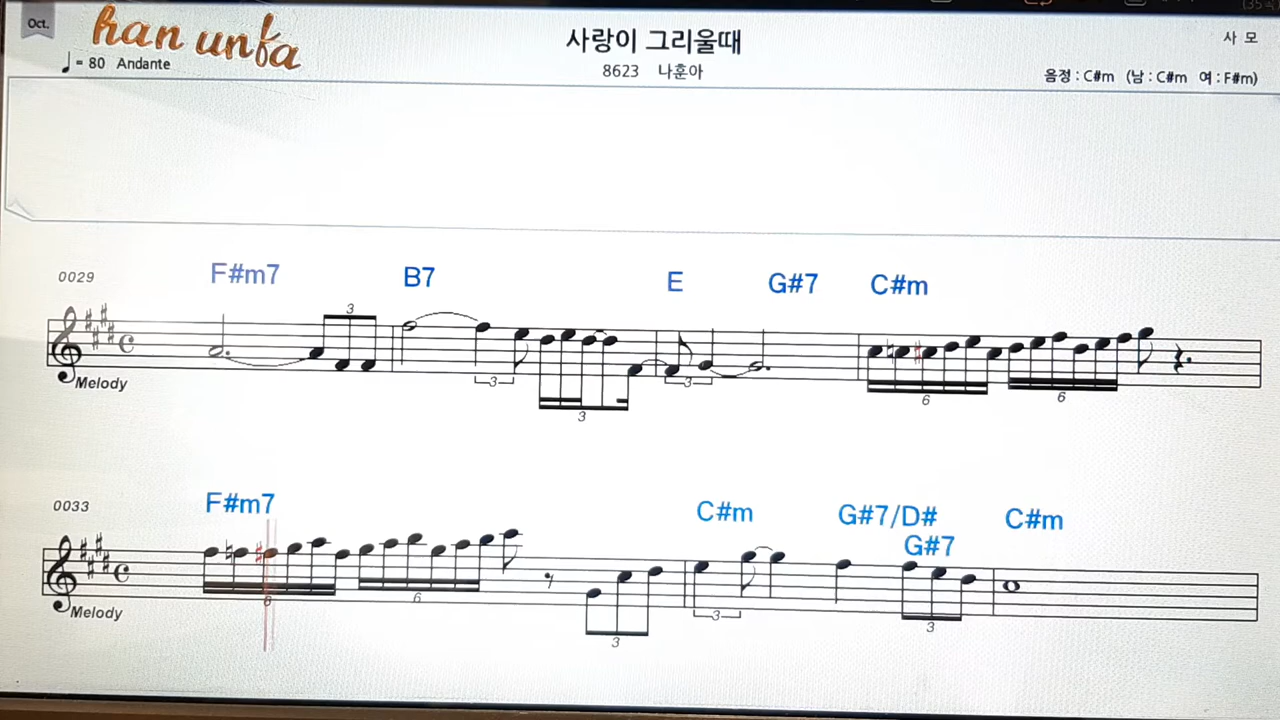 Oct.
han unfa
사랑이 그리울때
사 모
♩ = 80 Andante
8623 나훈아
음정 : C#m (남 : C#m 여 : F#m)
0029
F#m7 B7 E G#7 C#m
3
Melody
3 3 3 6 6
0033
F#m7 C#m G#7/D# C#m
G#7
Melody
6 6 3 3 3